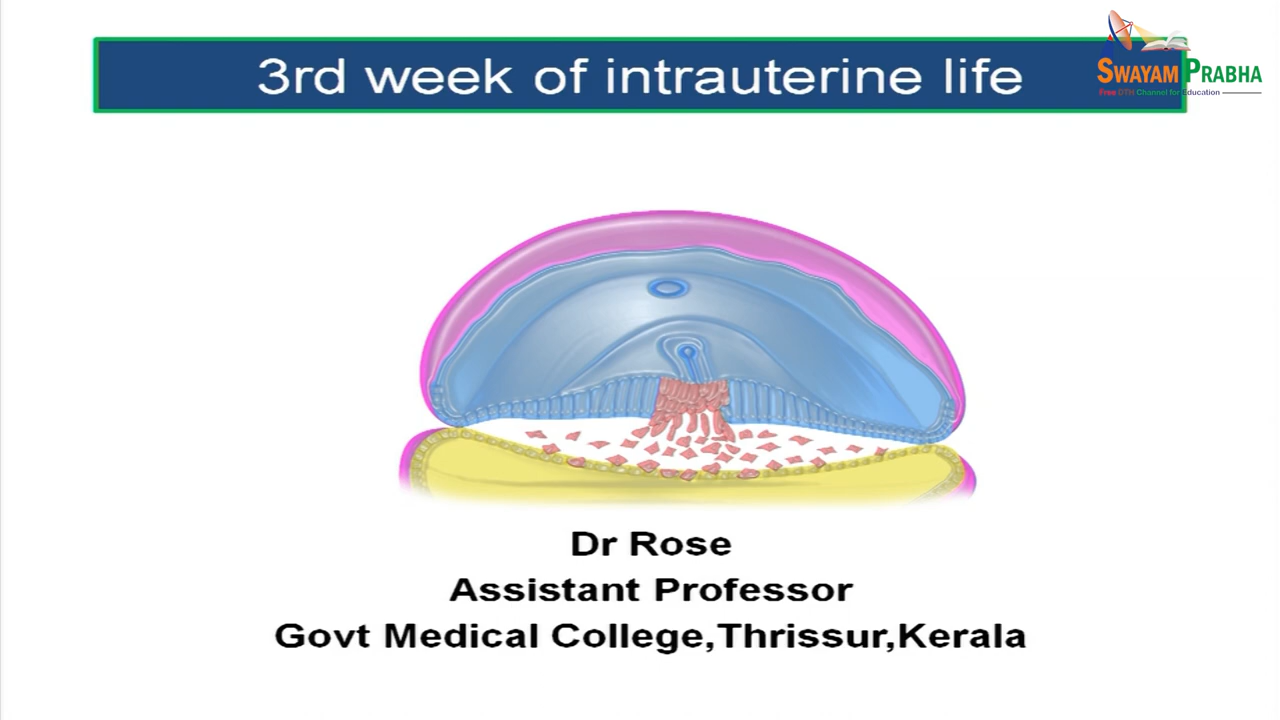 3rd week of intrauterine life
SWAYAM PRABHA
Free DTH Channel for Education
Dr Rose
Assistant Professor
Govt Medical College,Thrissur,Kerala